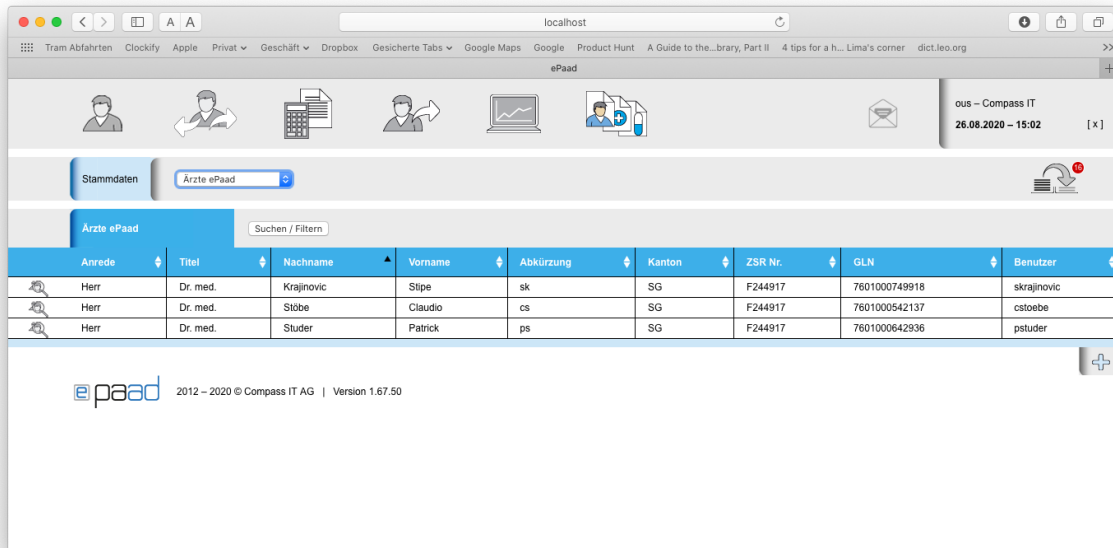 localhost
A A
Tram Abfahrten Clockify Apple Privat Geschäft Dropbox Gesicherte Tabs Google Maps Google Product Hunt A Guide to the...brary, Part II 4 tips for a h... Lima's corner dict.leo.org >>
ePaad +
ous – Compass IT
26.08.2020 – 15:02 [x]
Stammdaten Ärzte ePaad 16
Ärzte ePaad Suchen / Filtern
Anrede Titel Nachname Vorname Abkürzung Kanton ZSR Nr. GLN Benutzer
Herr Dr. med. Krajinovic Stipe sk SG F244917 7601000749918 skrajinovic
Herr Dr. med. Stöbe Claudio cs SG F244917 7601000542137 cstoebe
Herr Dr. med. Studer Patrick ps SG F244917 7601000642936 pstuder
epaad 2012 – 2020 © Compass IT AG | Version 1.67.50